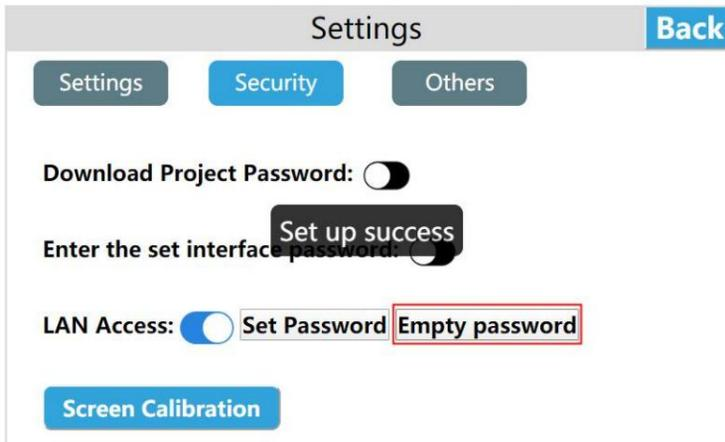 Settings
Back
Settings Security Others
Download Project Password:
Set up success
Enter the set interface password:
LAN Access: Set Password Empty password
Screen Calibration